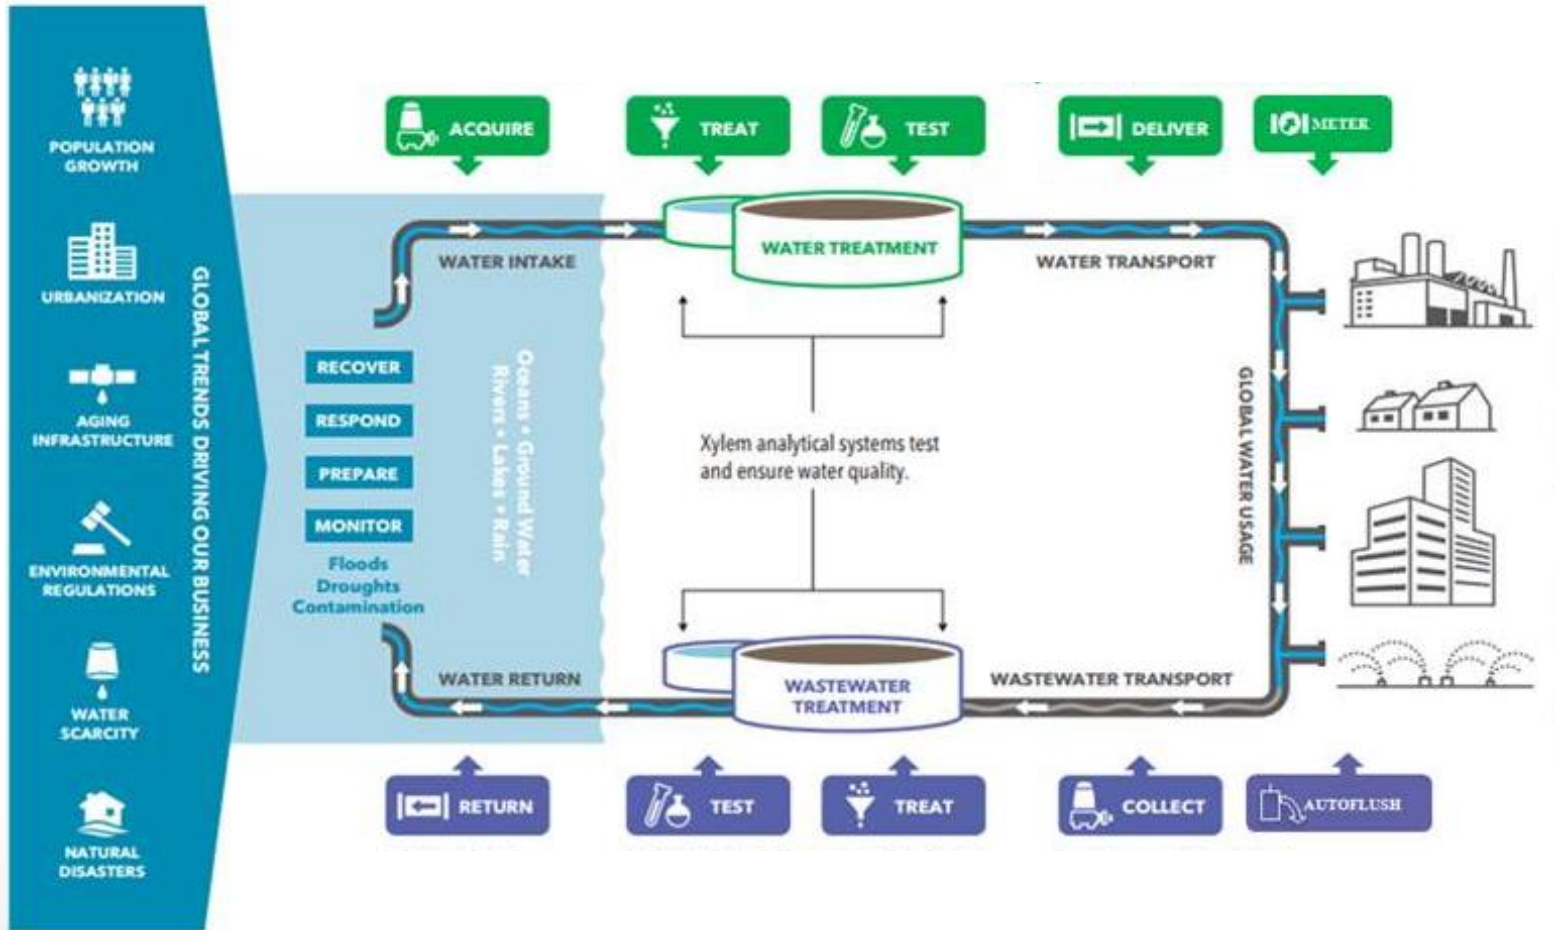 POPULATION
GROWTH
URBANIZATION
AGING
INFRASTRUCTURE
ENVIRONMENTAL
REGULATIONS
WATER
SCARCITY
NATURAL
DISASTERS
GLOBAL TRENDS DRIVING OUR BUSINESS
ACQUIRE
TREAT
TEST
DELIVER
METER
WATER INTAKE
WATER TREATMENT
WATER TRANSPORT
RECOVER
RESPOND
PREPARE
MONITOR
Floods
Droughts
Contamination
Oceans • Ground Water
Rivers • Lakes • Rain
Xylem analytical systems test
and ensure water quality.
GLOBAL WATER USAGE
WATER RETURN
WASTEWATER
TREATMENT
WASTEWATER TRANSPORT
RETURN
TEST
TREAT
COLLECT
AUTOFLUSH